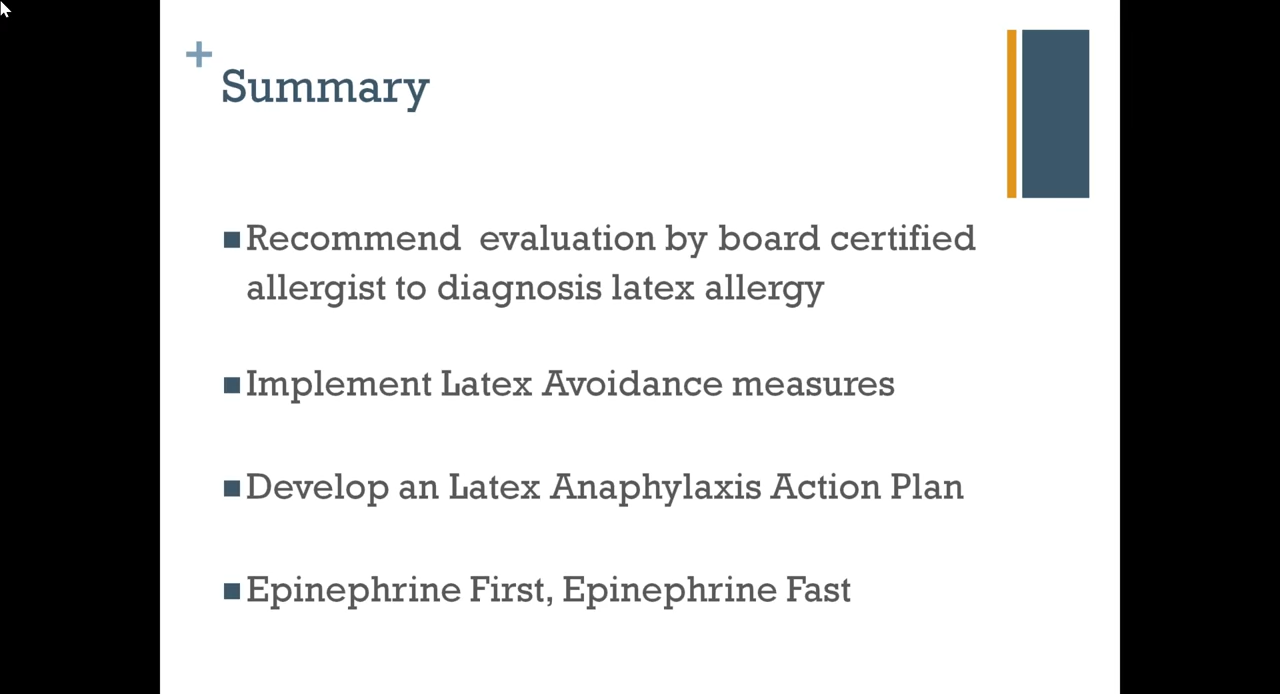 +
Summary
■Recommend  evaluation by board certified
allergist to diagnosis latex allergy
■Implement Latex Avoidance measures
■Develop an Latex Anaphylaxis Action Plan
■Epinephrine First, Epinephrine Fast